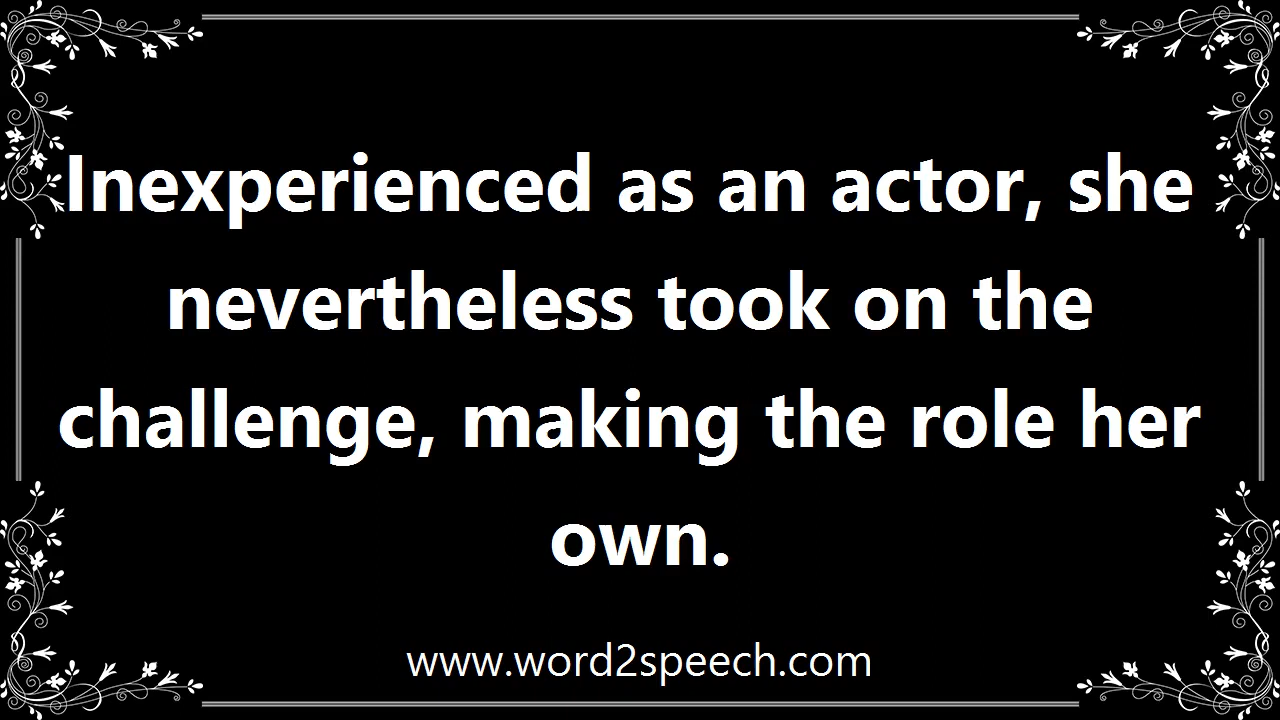 Inexperienced as an actor, she
nevertheless took on the
challenge, making the role her
own.
www.word2speech.com